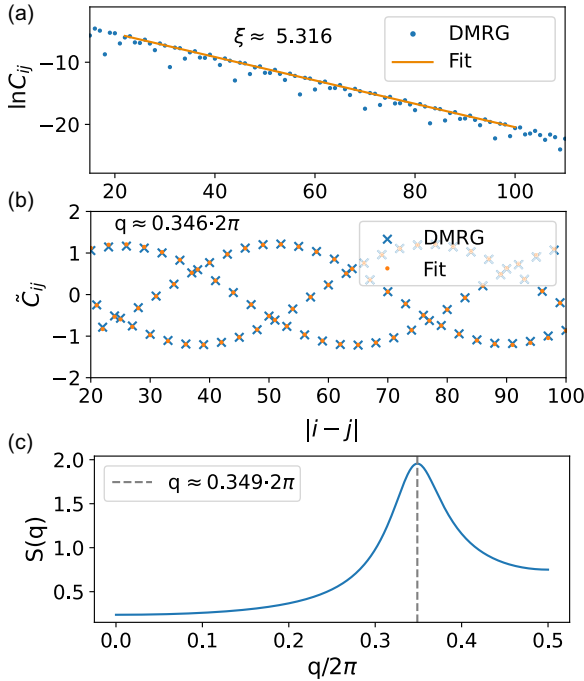 (a)
ξ ≈ 5.316
DMRG
Fit
lnC_ij
−10
−20
20
40
60
80
100
(b)
q ≈ 0.346·2π
DMRG
Fit
C̃_ij
2
1
0
−1
−2
20
30
40
50
60
70
80
90
100
|i − j|
(c)
q ≈ 0.349·2π
S(q)
2.0
1.5
1.0
0.5
0.0
0.1
0.2
0.3
0.4
0.5
q/2π